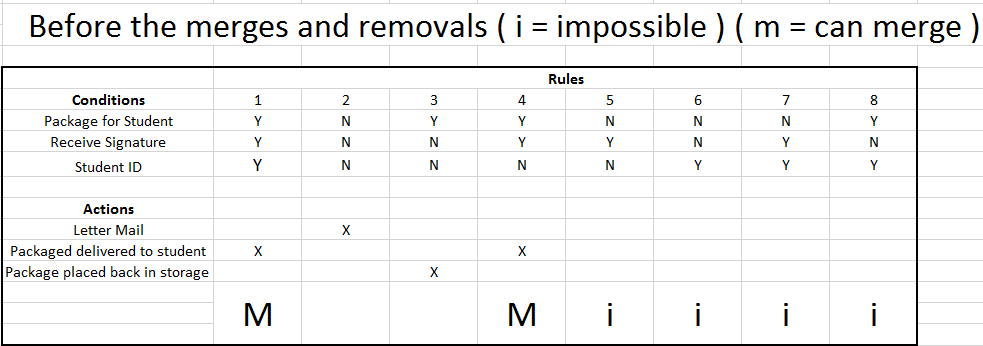 Before the merges and removals ( i = impossible ) ( m = can merge )
Rules
Conditions 1 2 3 4 5 6 7 8
Package for Student Y N Y Y N N N Y
Receive Signature Y N N Y Y N Y N
Student ID Y N N N N Y Y Y
Actions
Letter Mail X
Packaged delivered to student X X
Package placed back in storage X
M M i i i i